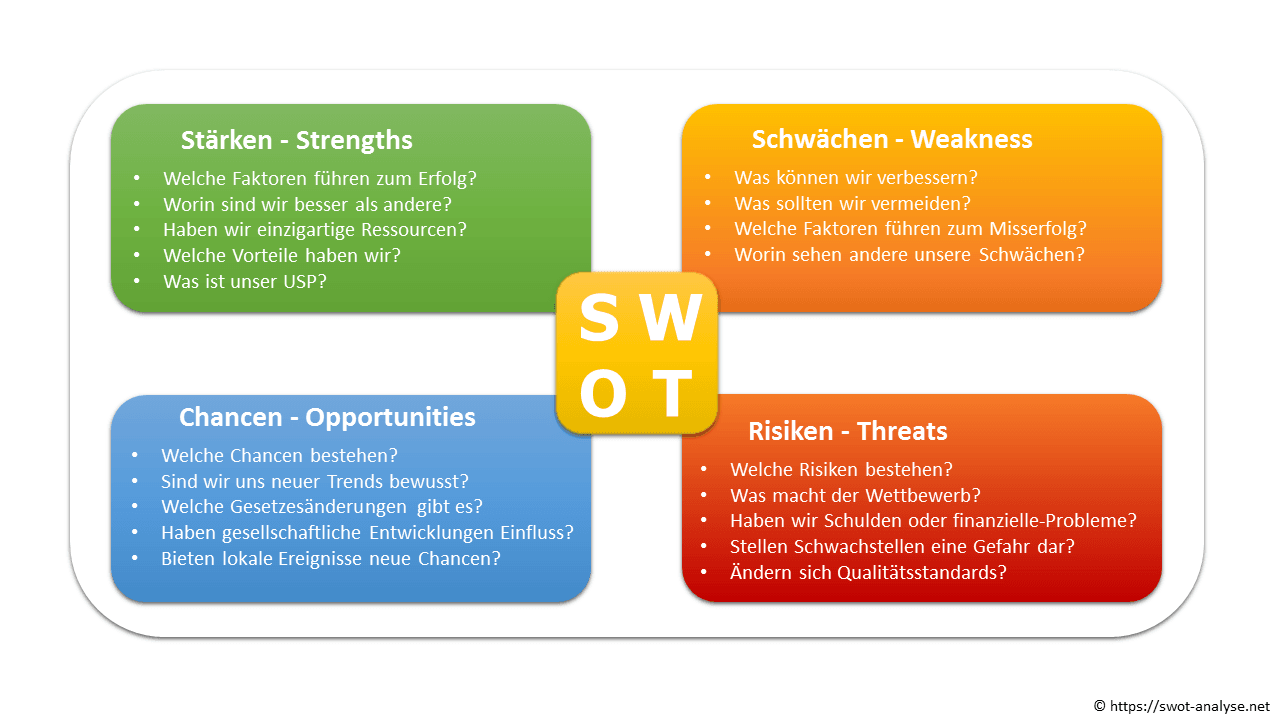 Stärken - Strengths
• Welche Faktoren führen zum Erfolg?
• Worin sind wir besser als andere?
• Haben wir einzigartige Ressourcen?
• Welche Vorteile haben wir?
• Was ist unser USP?
Schwächen - Weakness
• Was können wir verbessern?
• Was sollten wir vermeiden?
• Welche Faktoren führen zum Misserfolg?
• Worin sehen andere unsere Schwächen?
S W
O T
Chancen - Opportunities
• Welche Chancen bestehen?
• Sind wir uns neuer Trends bewusst?
• Welche Gesetzesänderungen gibt es?
• Haben gesellschaftliche Entwicklungen Einfluss?
• Bieten lokale Ereignisse neue Chancen?
Risiken - Threats
• Welche Risiken bestehen?
• Was macht der Wettbewerb?
• Haben wir Schulden oder finanzielle-Probleme?
• Stellen Schwachstellen eine Gefahr dar?
• Ändern sich Qualitätsstandards?
© https://swot-analyse.net